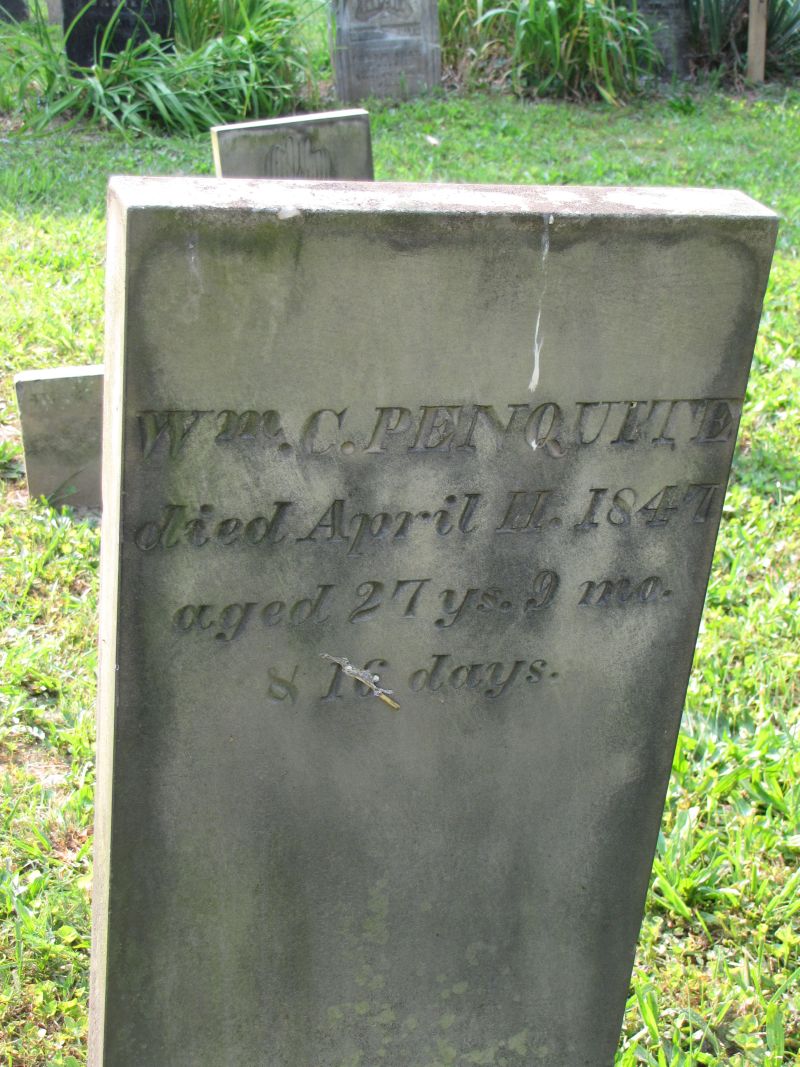 Wm. C. PENQUITE
died April 11. 1847
aged 27 ys. 9 mo.
& 16 days.